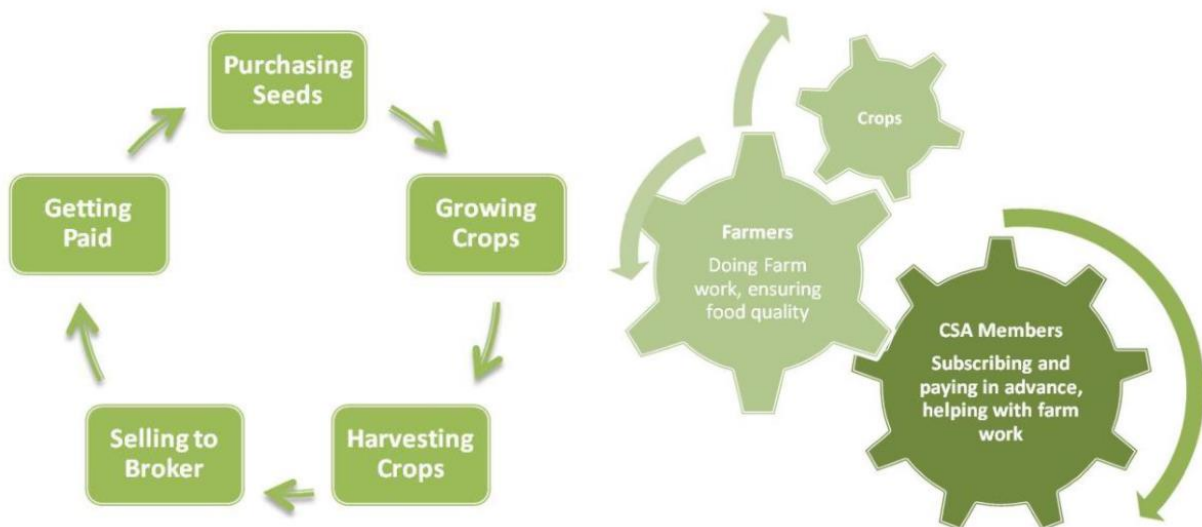 Purchasing
Seeds
Growing
Crops
Harvesting
Crops
Selling to
Broker
Getting
Paid
Crops
Farmers
Doing Farm
work, ensuring
food quality
CSA Members
Subscribing and
paying in advance,
helping with farm
work